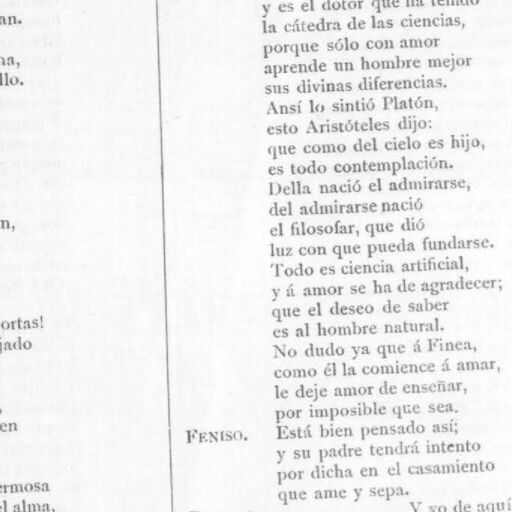 an.
na,
llo.
n,
ortas!
jado
en
ermosa
el alma,
y es el dotor que ha tenido
la cátedra de las ciencias,
porque sólo con amor
aprende un hombre mejor
sus divinas diferencias.
Ansí lo sintió Platón,
esto Aristóteles dijo:
que como del cielo es hijo,
es todo contemplación.
Della nació el admirarse,
del admirarse nació
el filosofar, que dió
luz con que pueda fundarse.
Todo es ciencia artificial,
y á amor se ha de agradecer;
que el deseo de saber
es al hombre natural.
No dudo ya que á Finea,
como él la comience á amar,
le deje amor de enseñar,
por imposible que sea.
FENISO. Está bien pensado así;
y su padre tendrá intento
por dicha en el casamiento
que ame y sepa.
Y yo de aquí